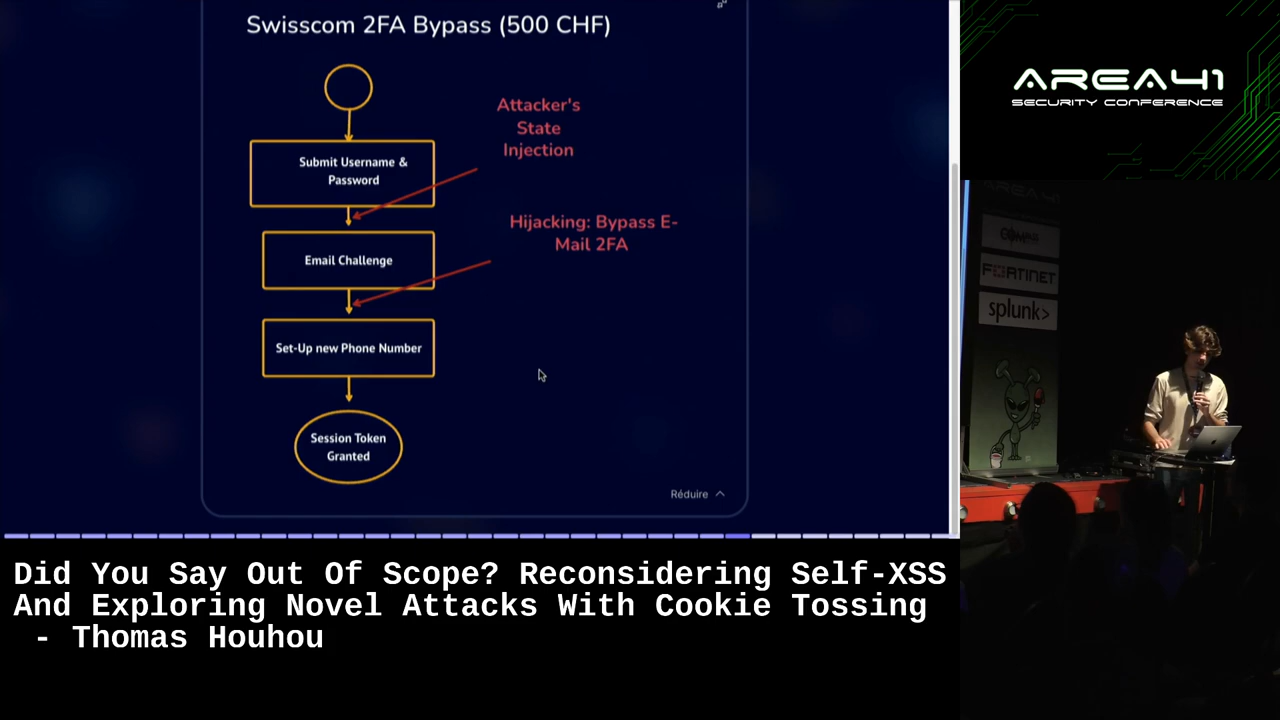 Swisscom 2FA Bypass (500 CHF)
Attacker's
State
Injection
Submit Username &
Password
Hijacking: Bypass E-
Mail 2FA
Email Challenge
Set-Up new Phone Number
Session Token
Granted
Réduire
AREA41
SECURITY CONFERENCE
FORTINET
splunk>
Did You Say Out Of Scope? Reconsidering Self-XSS
And Exploring Novel Attacks With Cookie Tossing
- Thomas Houhou